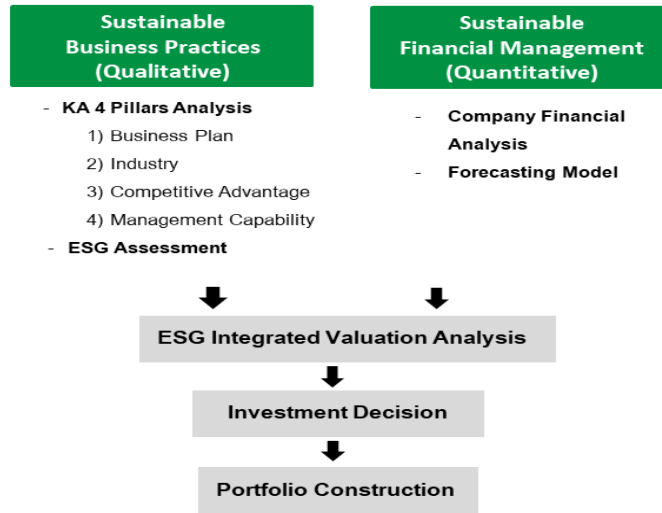 Sustainable
Business Practices
(Qualitative)
- KA 4 Pillars Analysis
1) Business Plan
2) Industry
3) Competitive Advantage
4) Management Capability
- ESG Assessment
Sustainable
Financial Management
(Quantitative)
- Company Financial
Analysis
- Forecasting Model
ESG Integrated Valuation Analysis
Investment Decision
Portfolio Construction